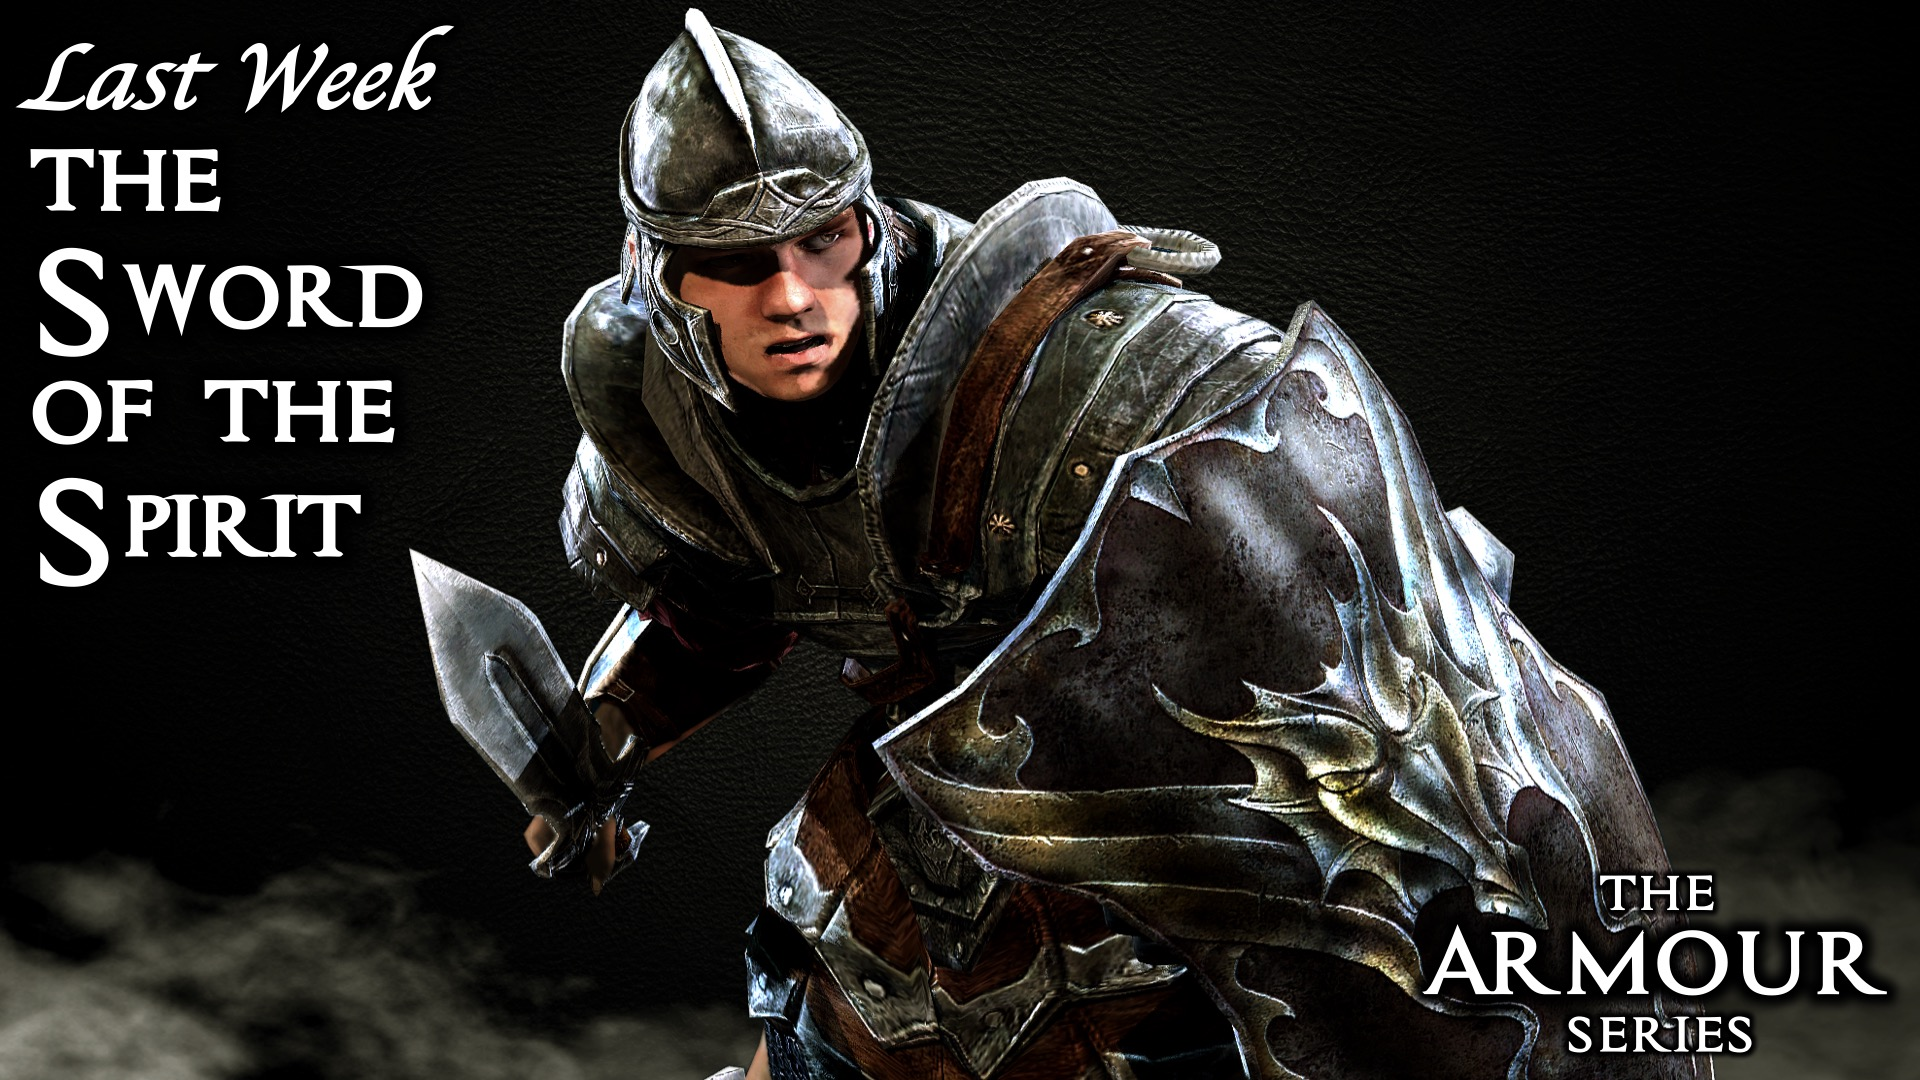 Last Week
THE
SWORD
OF THE
SPIRIT
THE
ARMOUR
SERIES